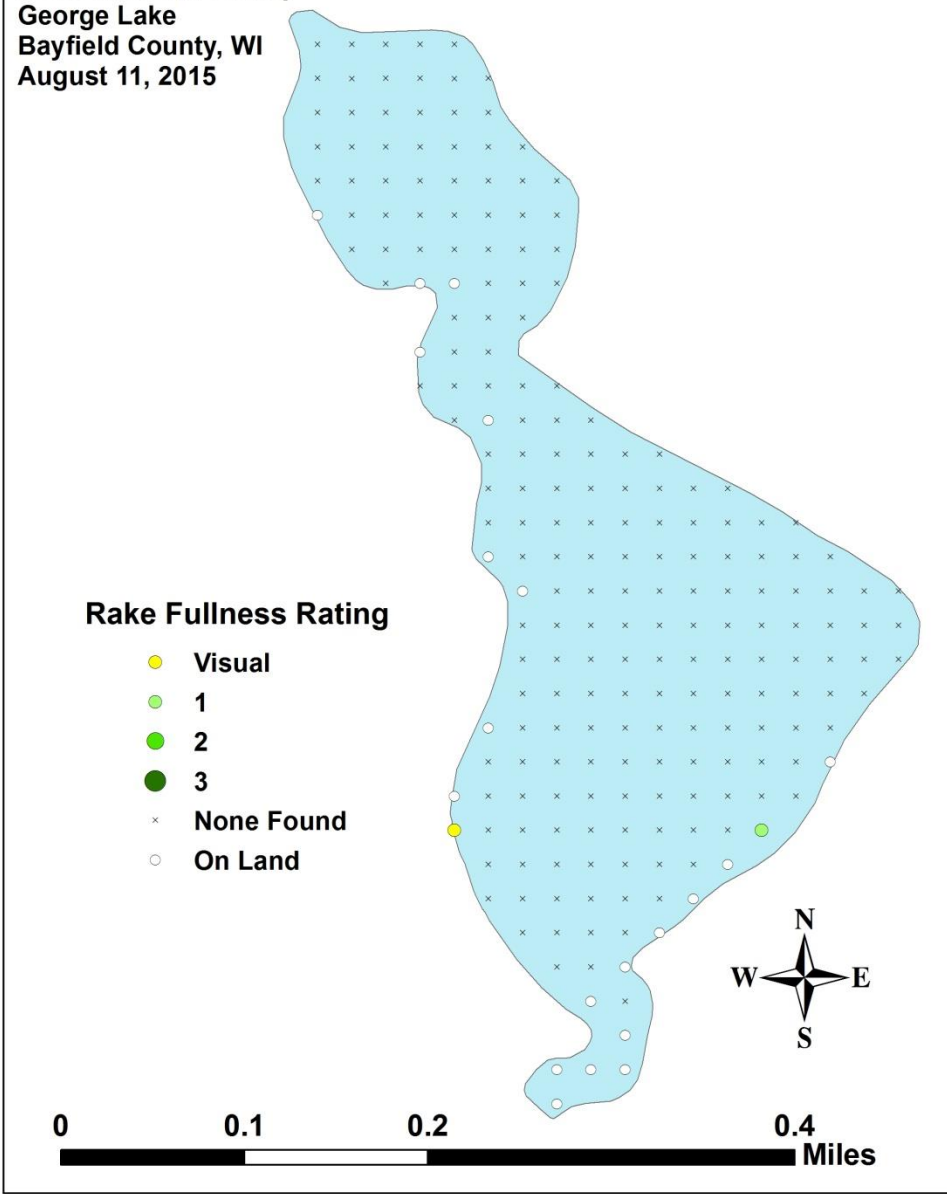 George Lake
Bayfield County, WI
August 11, 2015
Rake Fullness Rating
Visual
1
2
3
None Found
On Land
N
W E
S
0 0.1 0.2 0.4
Miles